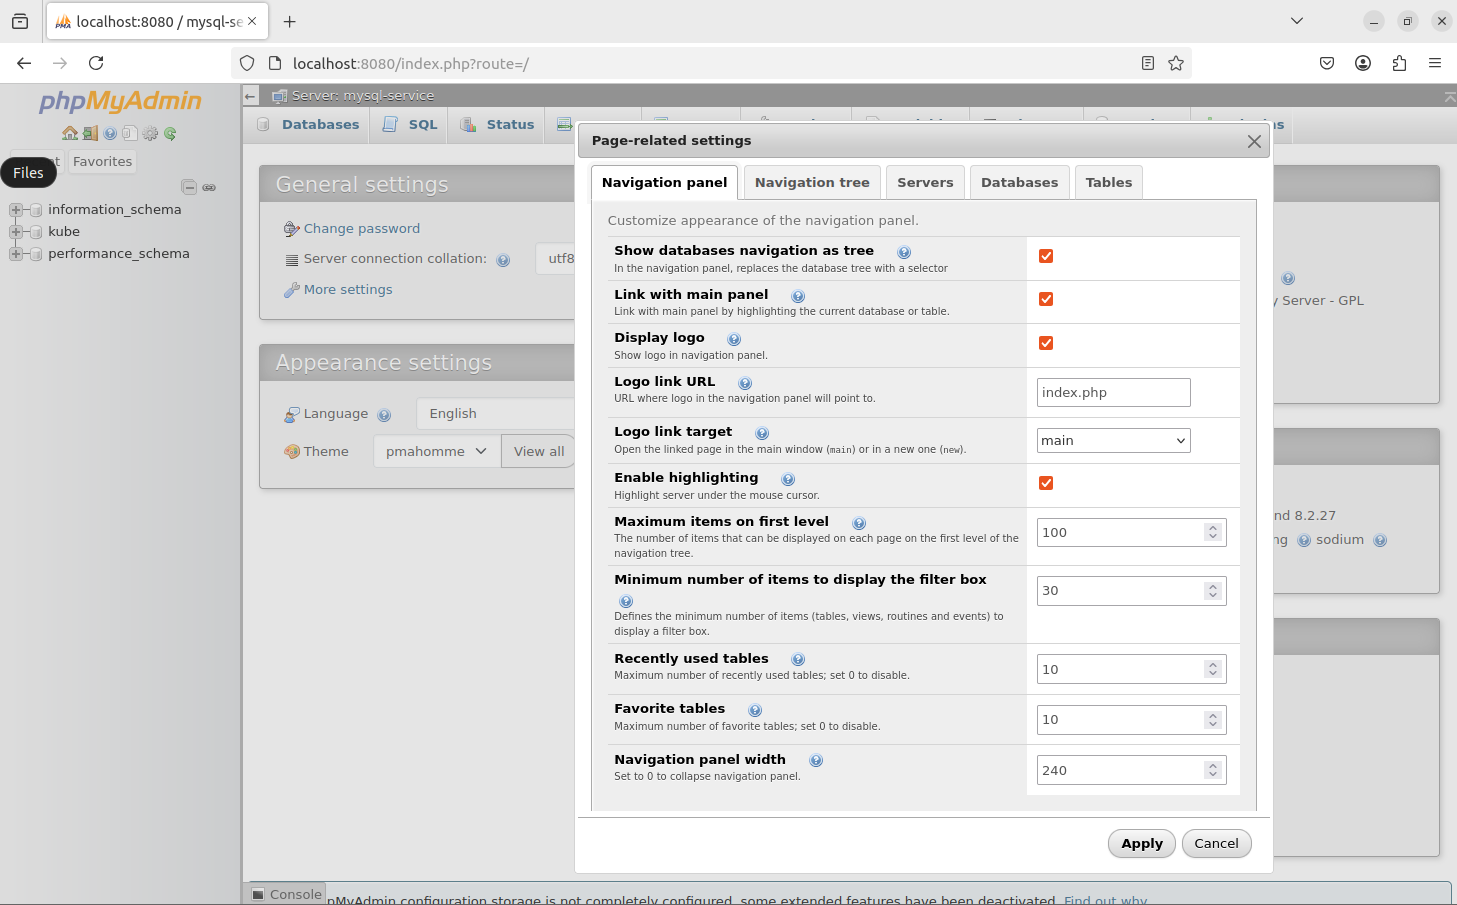 localhost:8080 / mysql-se
localhost:8080/index.php?route=/
phpMyAdmin
Favorites
Files
information_schema
kube
performance_schema
Server: mysql-service
Databases
SQL
Status
General settings
Change password
Server connection collation:
utf8
More settings
Appearance settings
Language
English
Theme
pmahomme
View all
Page-related settings
Navigation panel
Navigation tree
Servers
Databases
Tables
Customize appearance of the navigation panel.
Show databases navigation as tree
In the navigation panel, replaces the database tree with a selector
Link with main panel
Link with main panel by highlighting the current database or table.
Display logo
Show logo in navigation panel.
Logo link URL
URL where logo in the navigation panel will point to.
index.php
Logo link target
Open the linked page in the main window (main) or in a new one (new).
main
Enable highlighting
Highlight server under the mouse cursor.
Maximum items on first level
The number of items that can be displayed on each page on the first level of the
navigation tree.
100
Minimum number of items to display the filter box
Defines the minimum number of items (tables, views, routines and events) to
display a filter box.
30
Recently used tables
Maximum number of recently used tables; set 0 to disable.
10
Favorite tables
Maximum number of favorite tables; set 0 to disable.
10
Navigation panel width
Set to 0 to collapse navigation panel.
240
Apply
Cancel
Server - GPL
nd 8.2.27
ng
sodium
Console
pMyAdmin configuration storage is not completely configured, some extended features have been deactivated. Find out why.